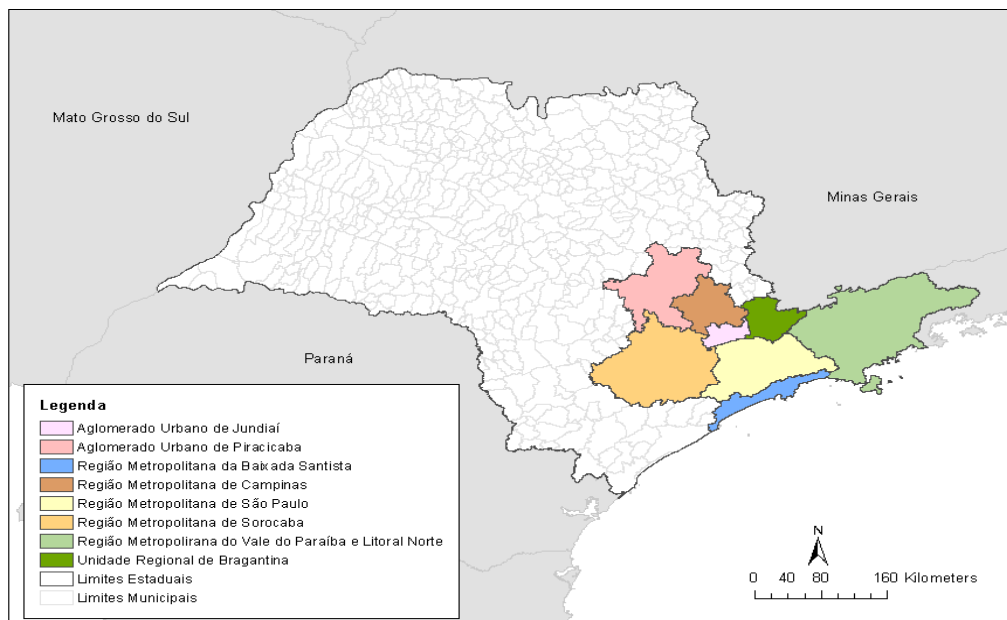 Mato Grosso do Sul
Minas Gerais
Paraná
Legenda
Aglomerado Urbano de Jundiaí
Aglomerado Urbano de Piracicaba
Região Metropolitana da Baixada Santista
Região Metropolitana de Campinas
Região Metropolitana de São Paulo
Região Metropolitana de Sorocaba
Região Metropolirana do Vale do Paraíba e Litoral Norte
Unidade Regional de Bragantina
Limites Estaduais
Limites Municipais
N
0 40 80 160 Kilometers